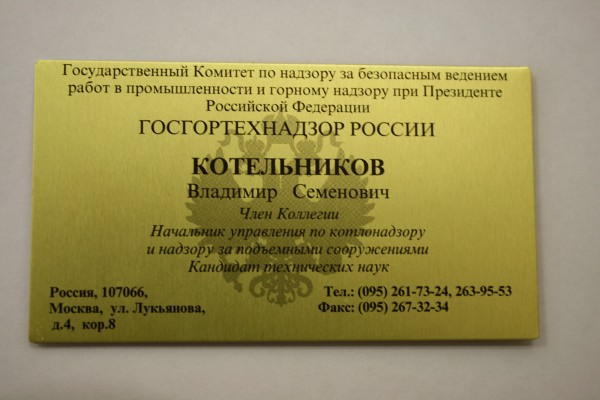 Государственный Комитет по надзору за безопасным ведением
работ в промышленности и горному надзору при Президенте
Российской Федерации
ГОСГОРТЕХНАДЗОР РОССИИ
КОТЕЛЬНИКОВ
Владимир Семенович
Член Коллегии
Начальник управления по котлонадзору
и надзору за подъемными сооружениями
Кандидат технических наук
Россия, 107066,
Москва, ул. Лукьянова,
д.4, кор.8
Тел.: (095) 261-73-24, 263-95-53
Факс: (095) 267-32-34